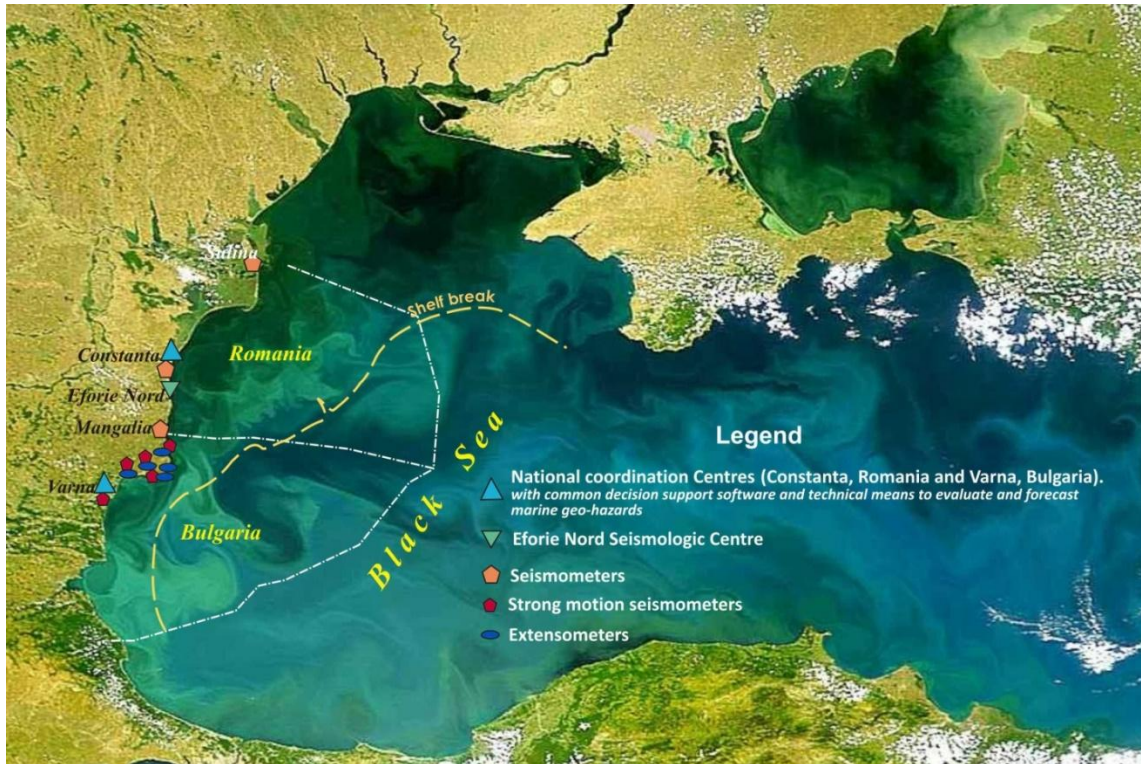 Sulina
Shelf break
Romania
Constanta
Eforie Nord
Mangalia
Varna
Bulgaria
Black Sea
Legend
National coordination Centres (Constanta, Romania and Varna, Bulgaria).
with common decision support software and technical means to evaluate and forecast
marine geo-hazards
Eforie Nord Seismologic Centre
Seismometers
Strong motion seismometers
Extensometers